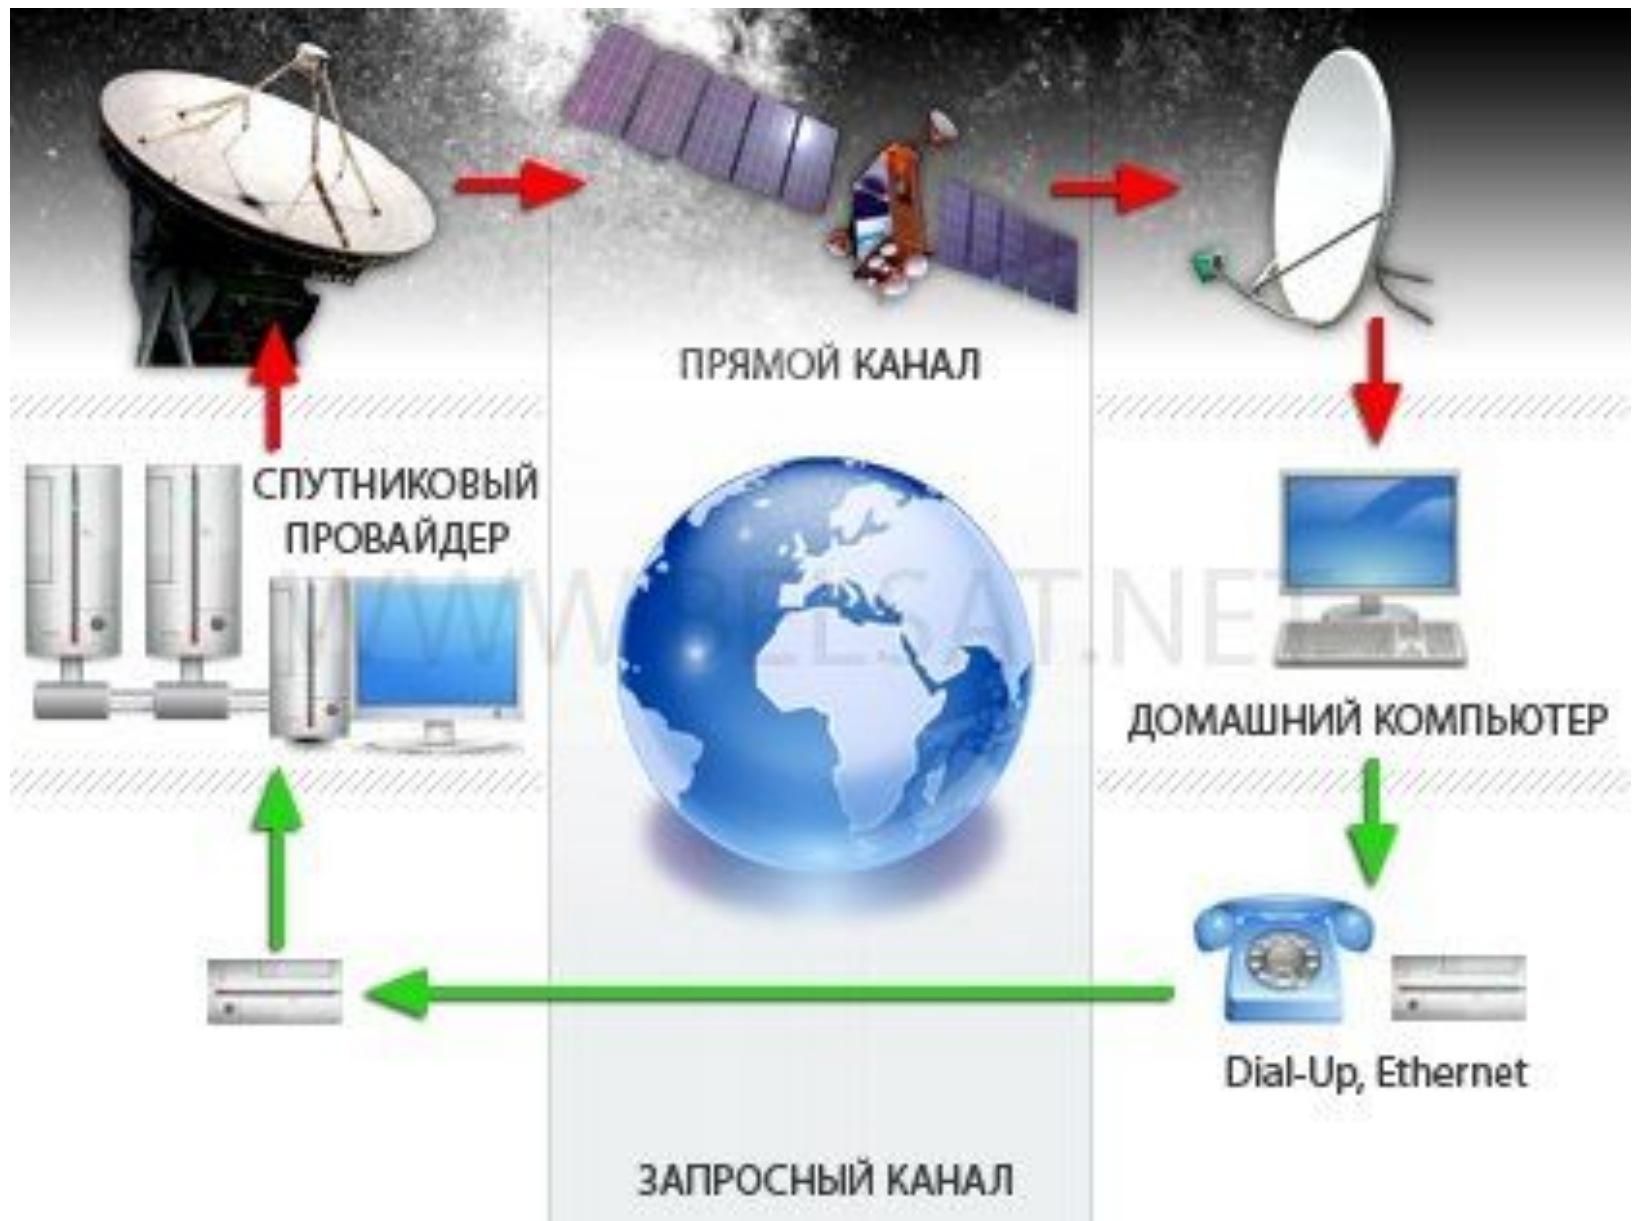 ПРЯМОЙ КАНАЛ
СПУТНИКОВЫЙ
ПРОВАЙДЕР
ДОМАШНИЙ КОМПЬЮТЕР
Dial-Up, Ethernet
ЗАПРОСНЫЙ КАНАЛ